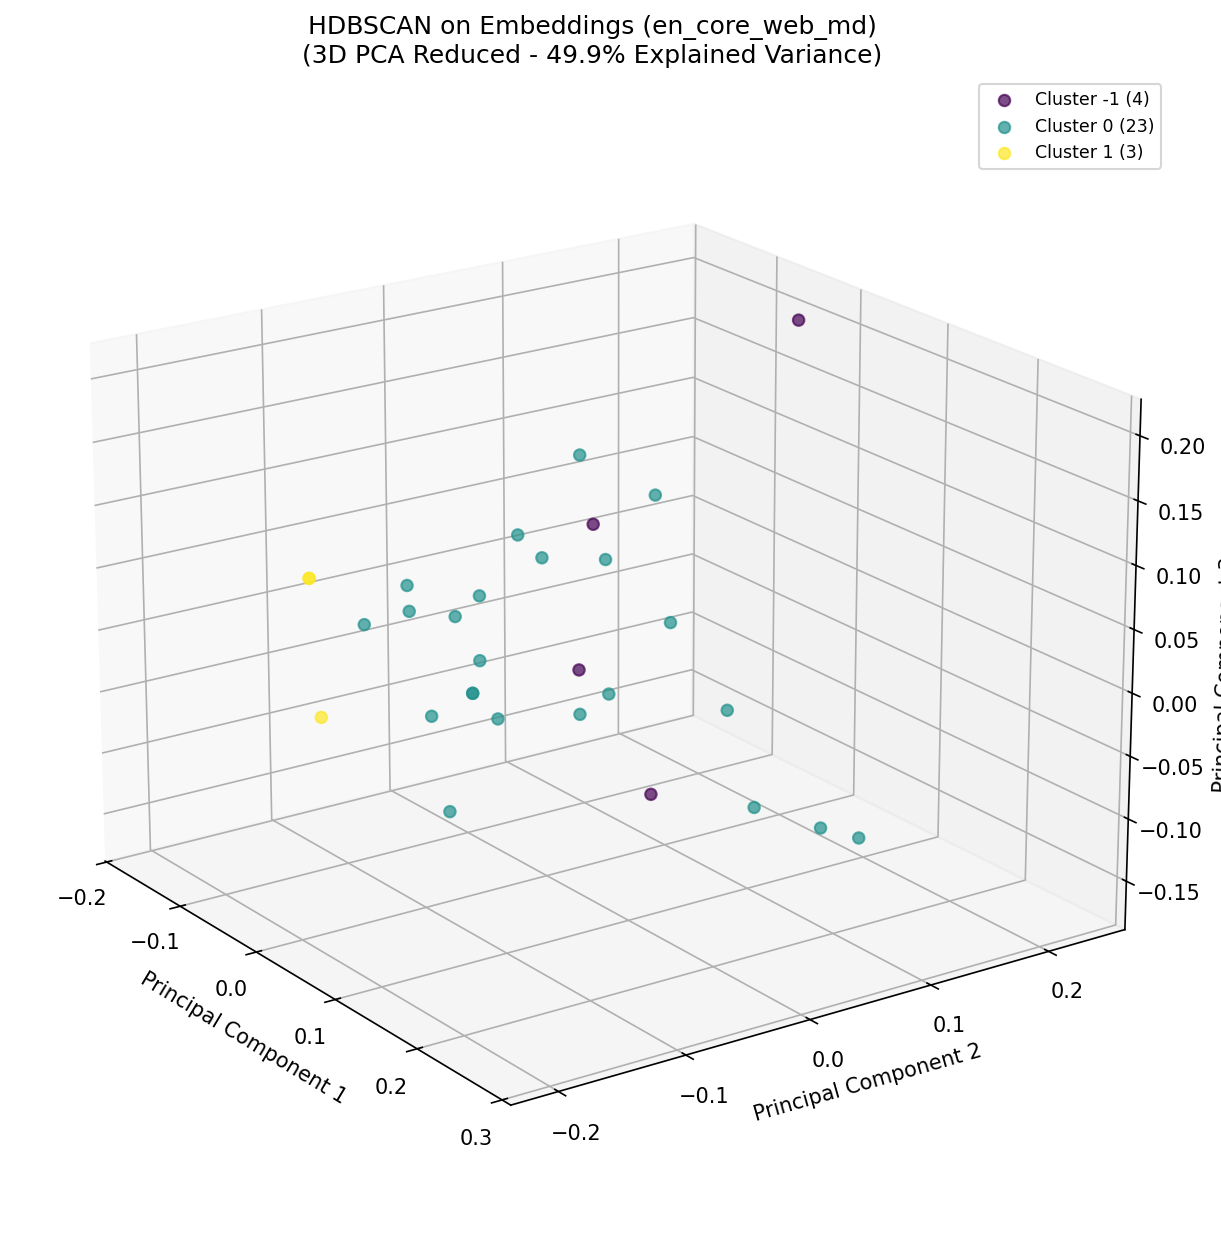 HDBSCAN on Embeddings (en_core_web_md)
(3D PCA Reduced - 49.9% Explained Variance)
Cluster -1 (4)
Cluster 0 (23)
Cluster 1 (3)
0.20
0.15
0.10
0.05
0.00
−0.05
−0.10
−0.15
−0.2
−0.1
0.0
0.1
0.2
0.3
Principal Component 1
−0.2
−0.1
0.0
0.1
0.2
Principal Component 2
Principal